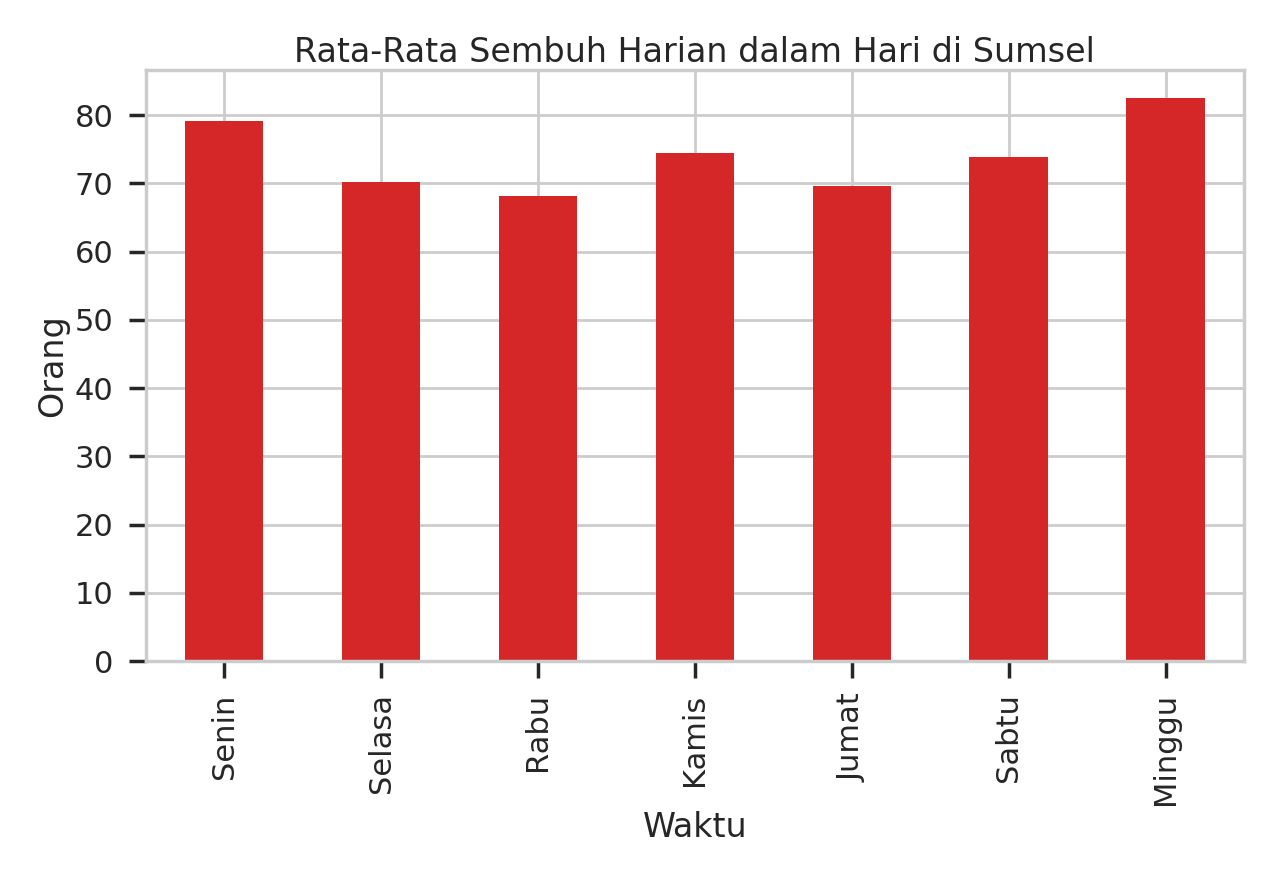 Rata-Rata Sembuh Harian dalam Hari di Sumsel
Orang
80
70
60
50
40
30
20
10
0
Senin
Selasa
Rabu
Kamis
Jumat
Sabtu
Minggu
Waktu